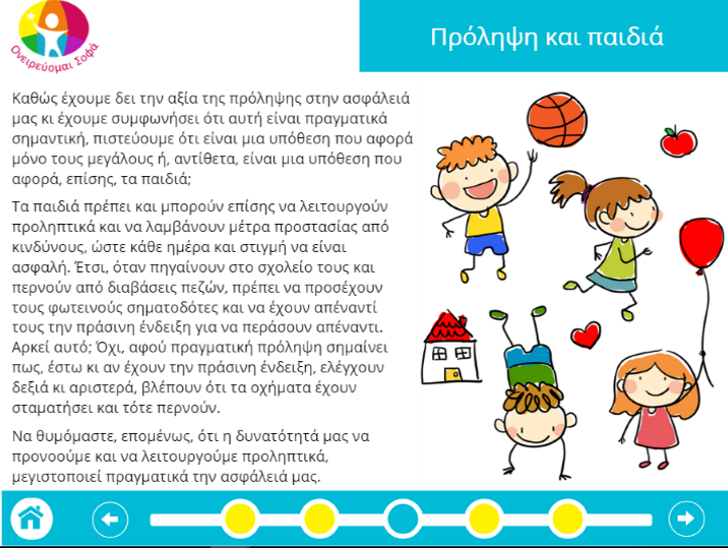 Ονειρεύομαι Σοφά
Πρόληψη και παιδιά
Καθώς έχουμε δει την αξία της πρόληψης στην ασφάλειά
μας κι έχουμε συμφωνήσει ότι αυτή είναι πραγματικά
σημαντική, πιστεύουμε ότι είναι μια υπόθεση που αφορά
μόνο τους μεγάλους ή, αντίθετα, είναι μια υπόθεση που
αφορά, επίσης, τα παιδιά;
Τα παιδιά πρέπει και μπορούν επίσης να λειτουργούν
προληπτικά και να λαμβάνουν μέτρα προστασίας από
κινδύνους, ώστε κάθε ημέρα και στιγμή να είναι
ασφαλή. Έτσι, όταν πηγαίνουν στο σχολείο τους και
περνούν από διαβάσεις πεζών, πρέπει να προσέχουν
τους φωτεινούς σηματοδότες και να έχουν απέναντί
τους την πράσινη ένδειξη για να περάσουν απέναντι.
Αρκεί αυτό; Όχι, αφού πραγματική πρόληψη σημαίνει
πως, έστω κι αν έχουν την πράσινη ένδειξη, ελέγχουν
δεξιά κι αριστερά, βλέπουν ότι τα οχήματα έχουν
σταματήσει και τότε περνούν.
Να θυμόμαστε, επομένως, ότι η δυνατότητά μας να
προνοούμε και να λειτουργούμε προληπτικά,
μεγιστοποιεί πραγματικά την ασφάλειά μας.